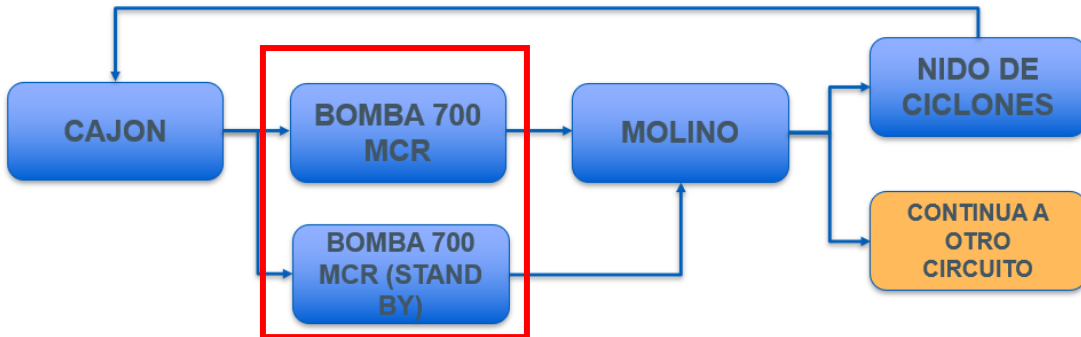 CAJON
BOMBA 700
MCR
MOLINO
NIDO DE
CICLONES
BOMBA 700
MCR (STAND
BY)
CONTINUA A
OTRO
CIRCUITO